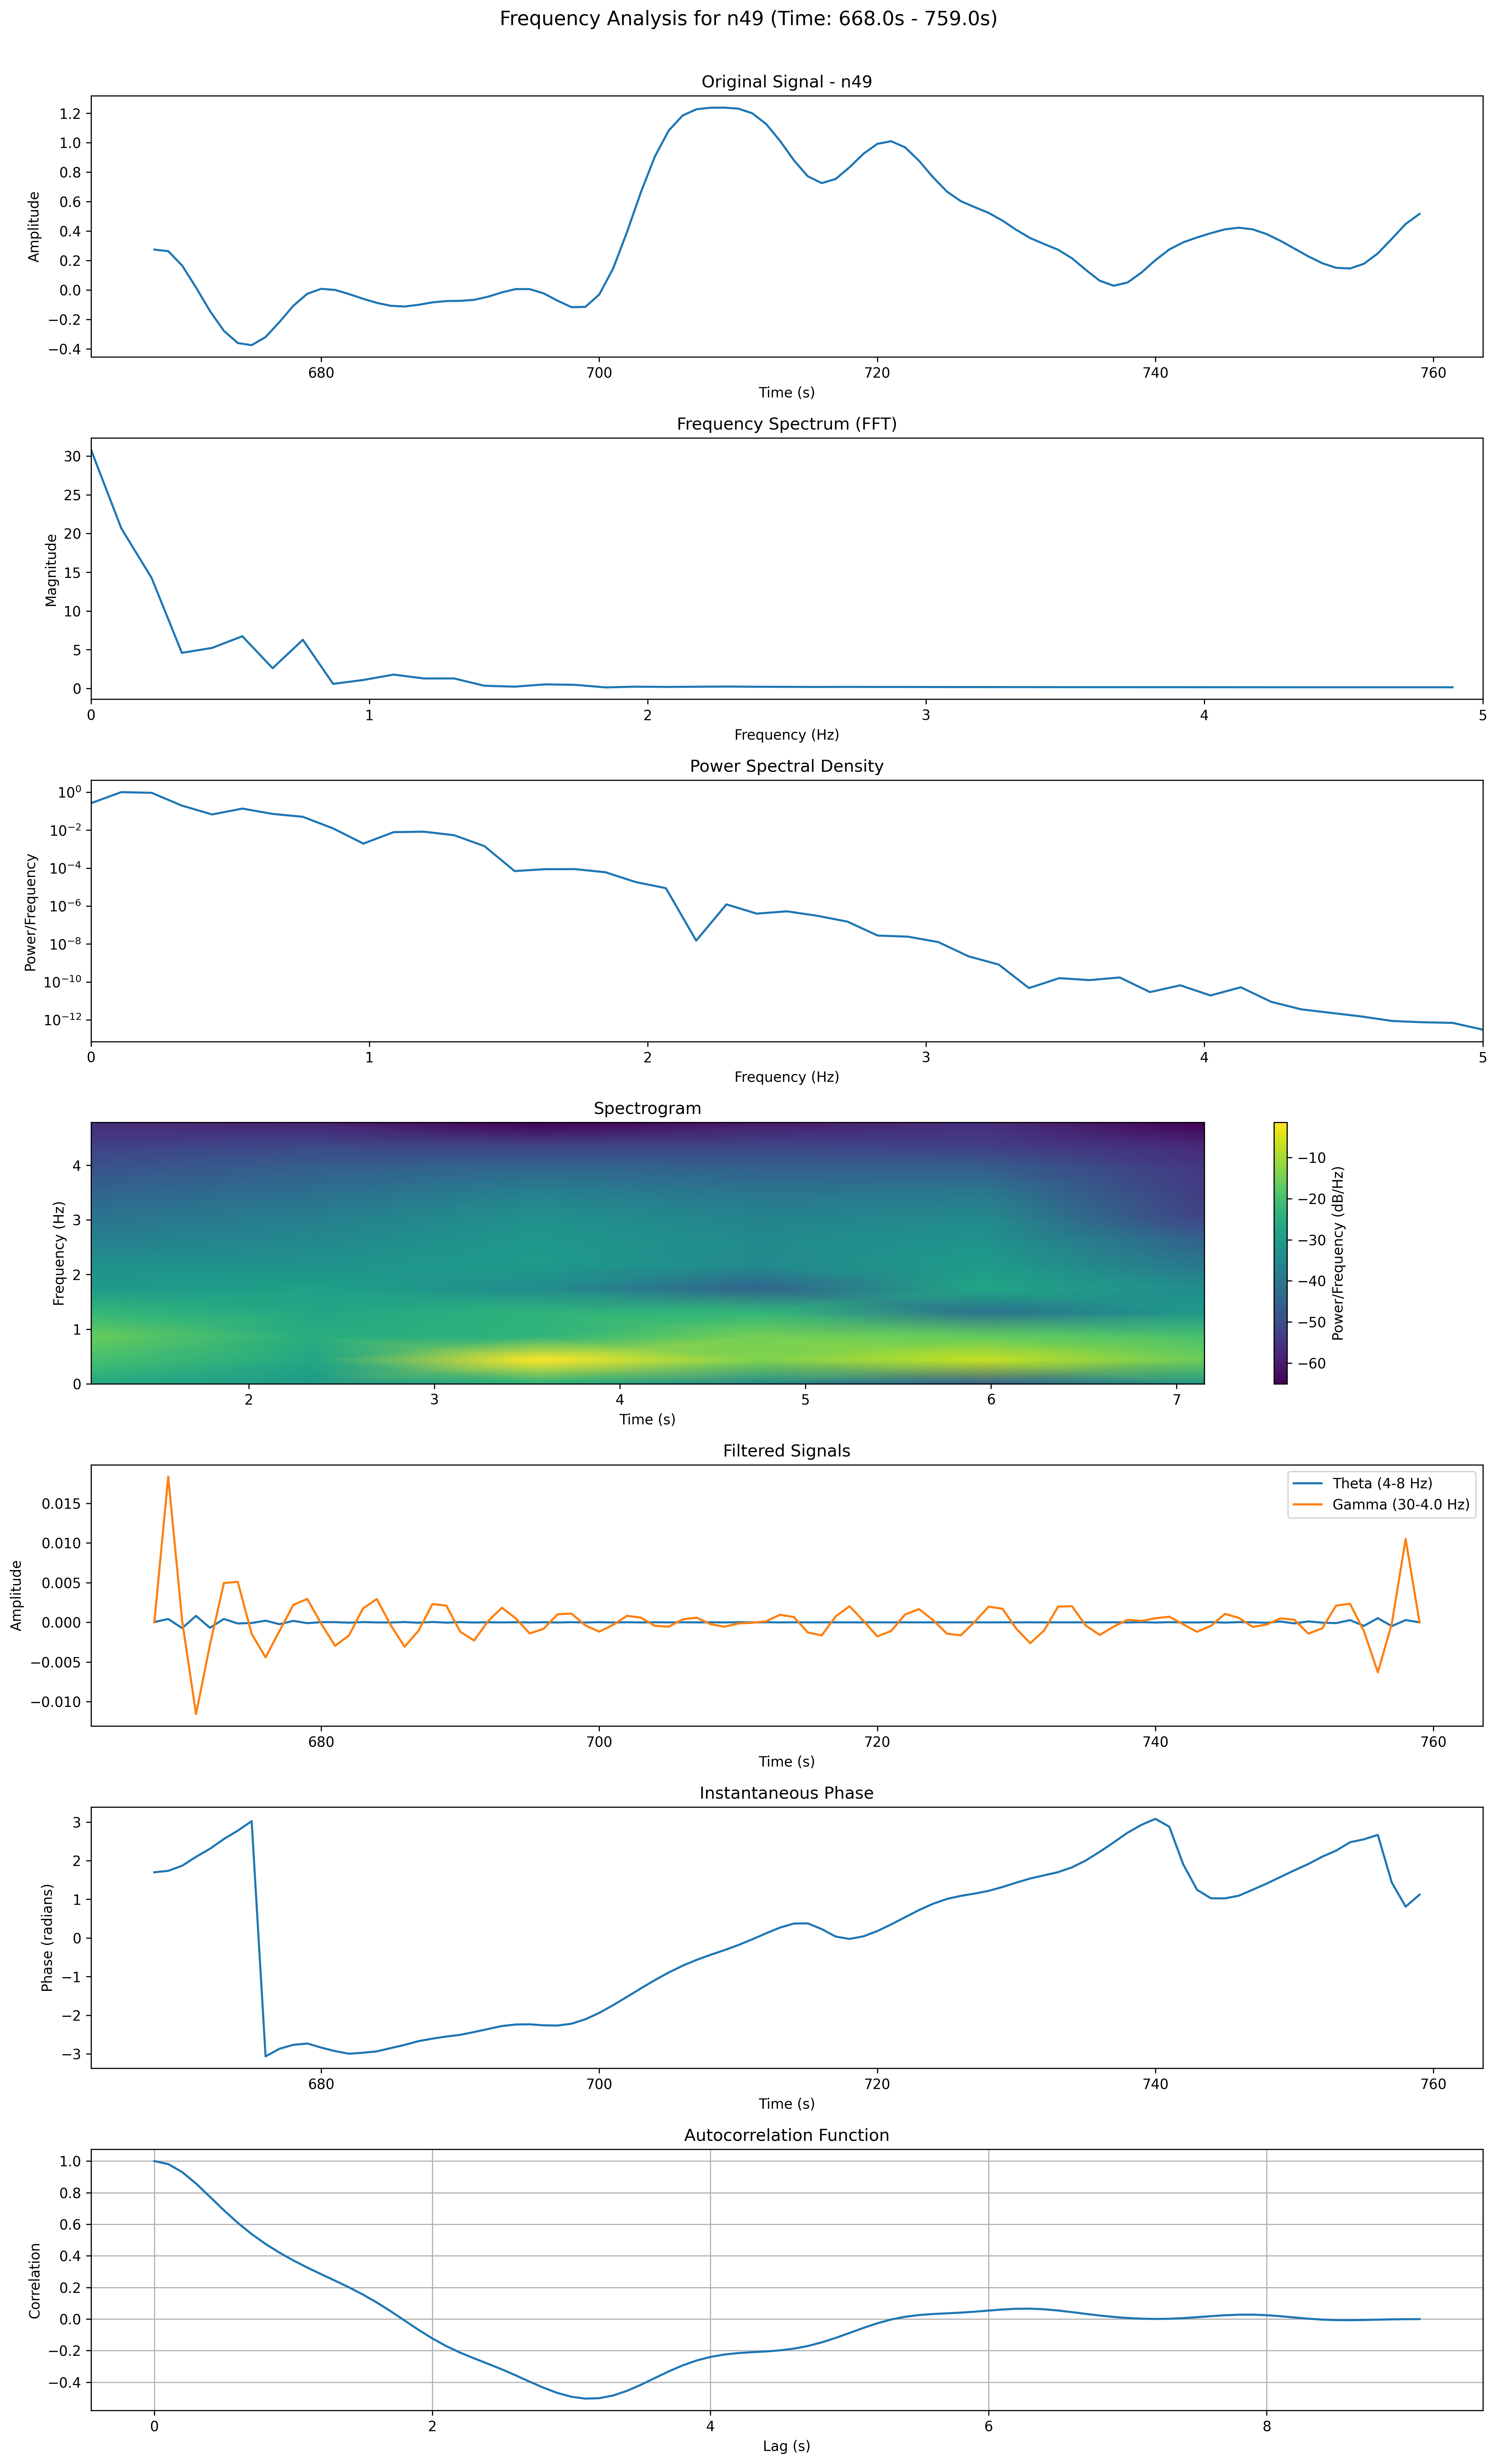 Frequency Analysis for n49 (Time: 668.0s - 759.0s)
Original Signal - n49
Amplitude
1.2
1.0
0.8
0.6
0.4
0.2
0.0
−0.2
−0.4
680 700 720 740 760
Time (s)
Frequency Spectrum (FFT)
Magnitude
30
25
20
15
10
5
0
0 1 2 3 4 5
Frequency (Hz)
Power Spectral Density
Power/Frequency
10⁰
10⁻²
10⁻⁴
10⁻⁶
10⁻⁸
10⁻¹⁰
10⁻¹²
0 1 2 3 4 5
Frequency (Hz)
Spectrogram
Frequency (Hz)
4
3
2
1
0
2 3 4 5 6 7
Time (s)
−10
−20
−30
−40
−50
−60
Power/Frequency (dB/Hz)
Filtered Signals
Theta (4-8 Hz)
Gamma (30-4.0 Hz)
Amplitude
0.015
0.010
0.005
0.000
−0.005
−0.010
680 700 720 740 760
Time (s)
Instantaneous Phase
Phase (radians)
3
2
1
0
−1
−2
−3
680 700 720 740 760
Time (s)
Autocorrelation Function
Correlation
1.0
0.8
0.6
0.4
0.2
0.0
−0.2
−0.4
0 2 4 6 8
Lag (s)